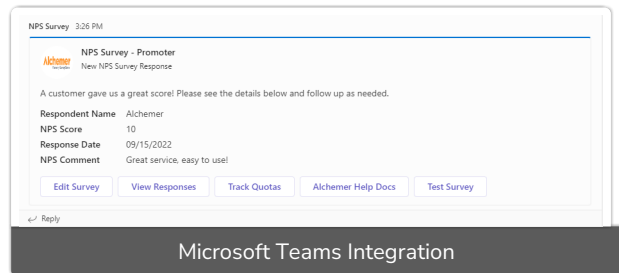 NPS Survey 3:26 PM
Alchemer
NPS Survey - Promoter
New NPS Survey Response
A customer gave us a great score! Please see the details below and follow up as needed.
Respondent Name Alchemer
NPS Score 10
Response Date 09/15/2022
NPS Comment Great service, easy to use!
Edit Survey View Responses Track Quotas Alchemer Help Docs Test Survey
Reply
Microsoft Teams Integration